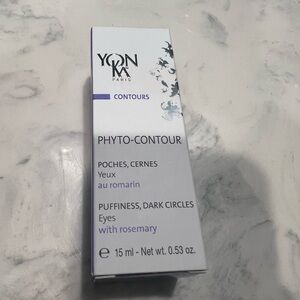 YON
KA
PARIS
CONTOURS
PHYTO-CONTOUR
POCHES, CERNES
Yeux
au romarin
PUFFINESS, DARK CIRCLES
Eyes
with rosemary
e 15 ml - Net wt. 0.53 oz.